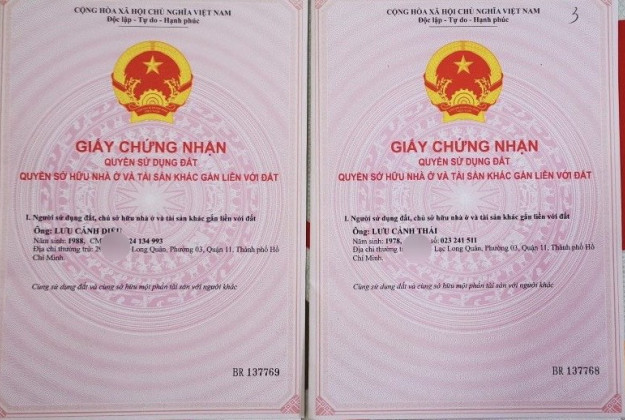 CỘNG HÒA XÃ HỘI CHỦ NGHĨA VIỆT NAM
Độc lập - Tự do - Hạnh phúc
GIẤY CHỨNG NHẬN
QUYỀN SỬ DỤNG ĐẤT
QUYỀN SỞ HỮU NHÀ Ở VÀ TÀI SẢN KHÁC GẮN LIỀN VỚI ĐẤT
I. Người sử dụng đất, chủ sở hữu nhà ở và tài sản khác gắn liền với đất
Ông: LƯU CẢNH
Năm sinh: 1988, CM 24 134 993
Địa chỉ thường trú: 2 Long Quân, Phường 03, Quận 11, Thành phố Hồ
Chí Minh.
Cùng sử dụng đất và cùng sở hữu một phần tài sản với người khác
BR 137769
3
CỘNG HÒA XÃ HỘI CHỦ NGHĨA VIỆT NAM
Độc lập - Tự do - Hạnh phúc
GIẤY CHỨNG NHẬN
QUYỀN SỬ DỤNG ĐẤT
QUYỀN SỞ HỮU NHÀ Ở VÀ TÀI SẢN KHÁC GẮN LIỀN VỚI ĐẤT
I. Người sử dụng đất, chủ sở hữu nhà ở và tài sản khác gắn liền với đất
Ông: LƯU CẢNH THÁI
Năm sinh: 1978, số: 023 241 511
Địa chỉ thường Lạc Long Quân, Phường 03, Quận 11, Thành phố Hồ
Chí Minh.
Cùng sử dụng đất và cùng sở hữu một phần tài sản với người khác
BR 137768